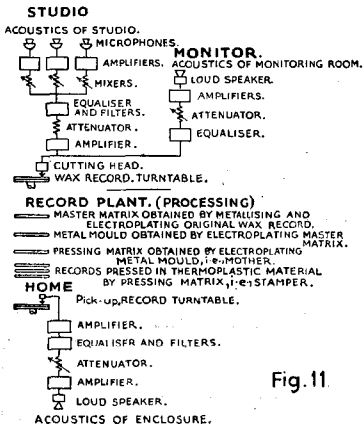 STUDIO
ACOUSTICS OF STUDIO.
MICROPHONES.
AMPLIFIERS.
MIXERS.
EQUALISER
AND FILTERS.
ATTENUATOR.
AMPLIFIER.
CUTTING HEAD.
WAX RECORD. TURNTABLE.
MONITOR.
ACOUSTICS OF MONITORING ROOM.
LOUD SPEAKER.
AMPLIFIERS.
ATTENUATOR.
EQUALISER.
RECORD PLANT. (PROCESSING)
MASTER MATRIX OBTAINED BY METALLISING AND
ELECTROPLATING ORIGINAL WAX RECORD.
METAL MOULD OBTAINED BY ELECTROPLATING MASTER
MATRIX.
PRESSING MATRIX OBTAINED BY ELECTROPLATING
METAL MOULD, i·e·, MOTHER.
RECORDS PRESSED IN THERMOPLASTIC MATERIAL
BY PRESSING MATRIX, i·e·, STAMPER.
HOME
Pick-up, RECORD TURNTABLE.
AMPLIFIER.
EQUALISER AND FILTERS.
ATTENUATOR.
AMPLIFIER.
LOUD SPEAKER.
ACOUSTICS OF ENCLOSURE.
Fig. 11.